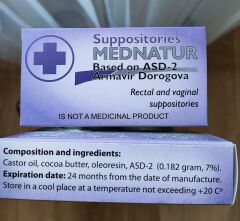 Suppositories
MEDNATUR
Based on ASD-2
Armavir Dorogova
Rectal and vaginal
suppositories
IS NOT A MEDICINAL PRODUCT
Composition and ingredients:
Castor oil, cocoa butter, oleoresin, ASD-2 (0.182 gram, 7%).
Expiration date: 24 months from the date of manufacture.
Store in a cool place at a temperature not exceeding +20 Cº